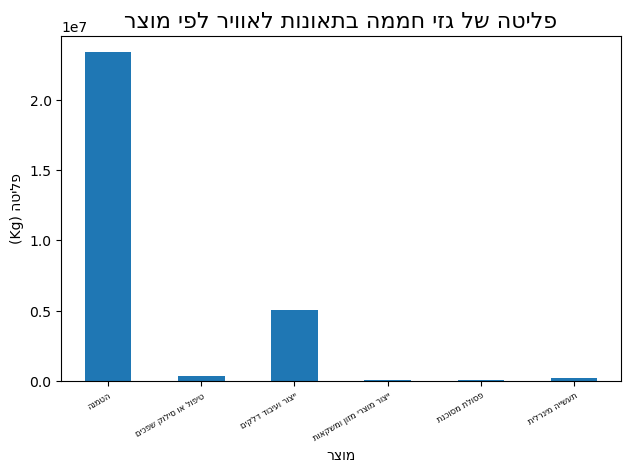 פליטה של גזי חממה בתאונות לאוויר לפי מוצר
1e7
2.0
1.5
1.0
0.5
0.0
פליטה (Kg)
הטמנה
טיפול או סילוק שפכים
ייצור ועיבוד דלקים
ייצור מוצרי מזון ומשקאות
פסולת מסוכנת
תעשייה מינרלית
מוצר